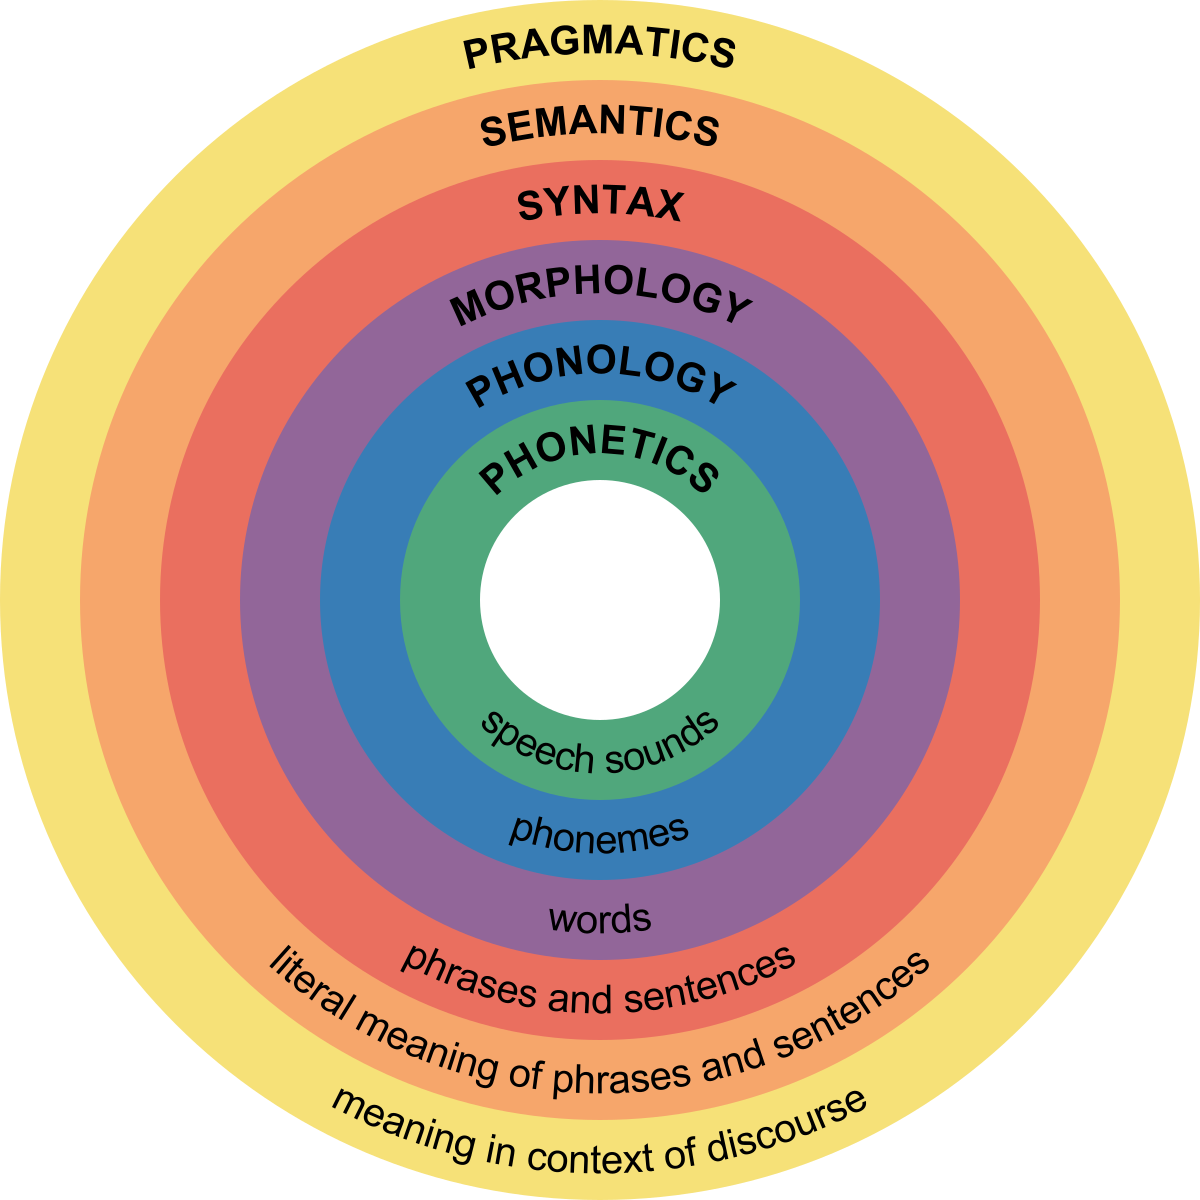 PRAGMATICS
SEMANTICS
SYNTAX
MORPHOLOGY
PHONOLOGY
PHONETICS
speech sounds
phonemes
words
phrases and sentences
literal meaning of phrases and sentences
meaning in context of discourse